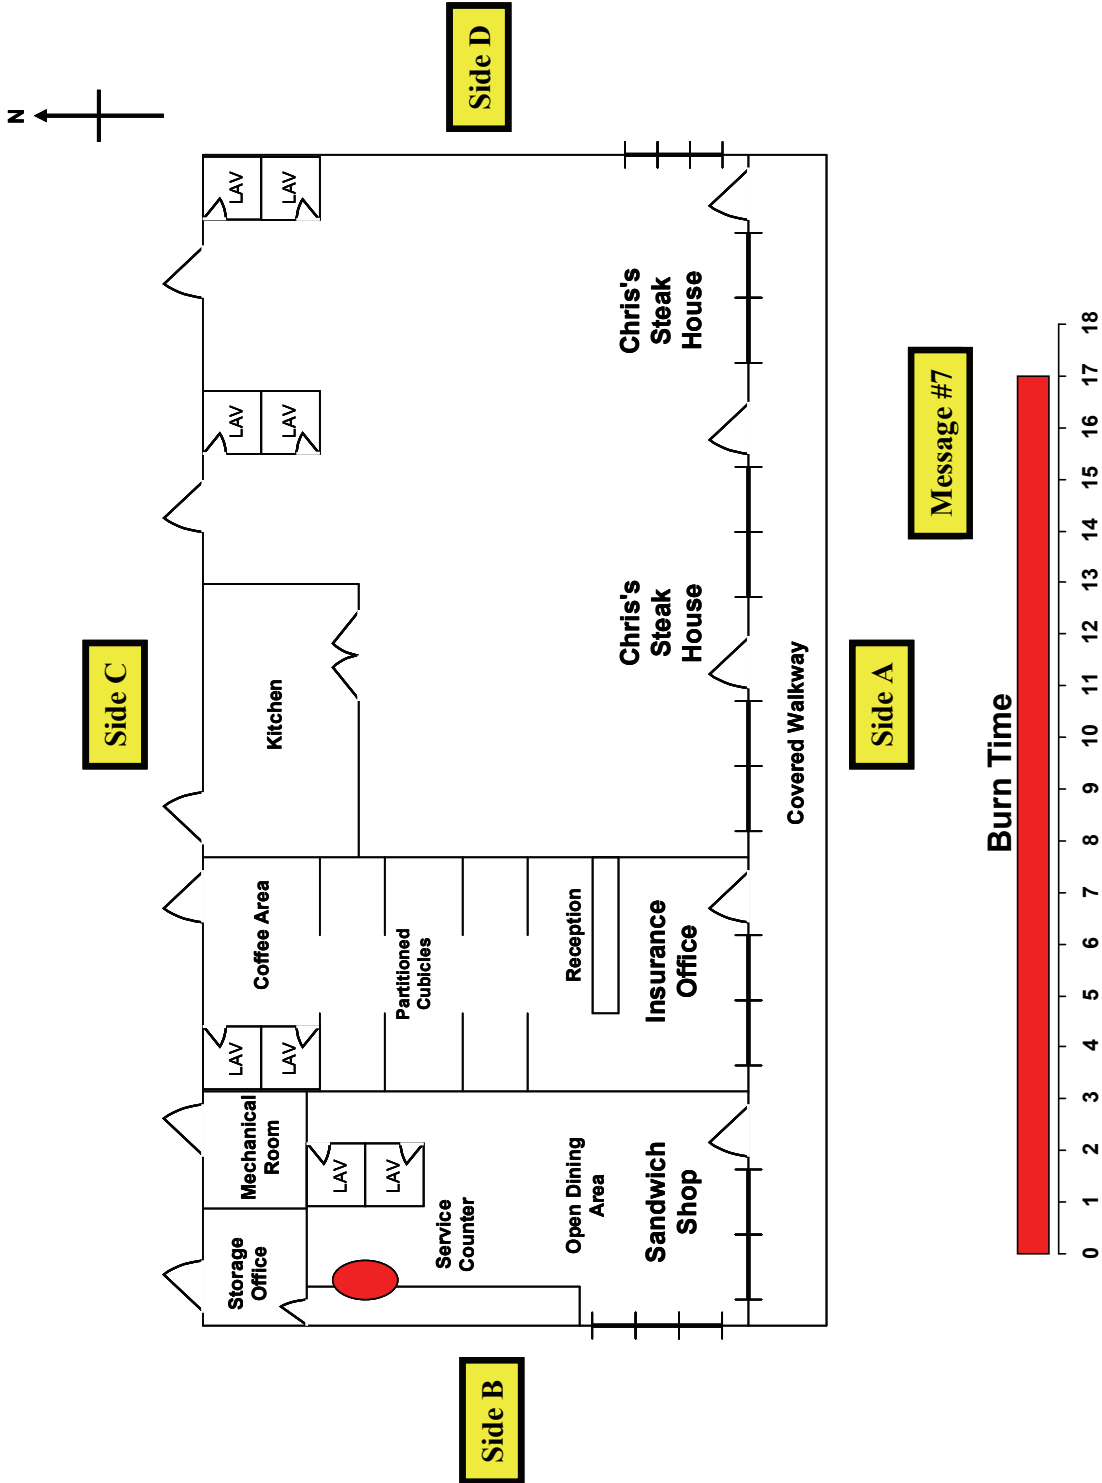 N
Side C
Side D
Side B
Storage
Office
Mechanical
Room
LAV
LAV
Coffee Area
Kitchen
LAV
LAV
LAV
LAV
LAV
LAV
Service
Counter
Partitioned
Cubicles
Open Dining
Area
Reception
Sandwich
Shop
Insurance
Office
Chris's
Steak
House
Chris's
Steak
House
Covered Walkway
Side A
Message #7
Burn Time
0 1 2 3 4 5 6 7 8 9 10 11 12 13 14 15 16 17 18